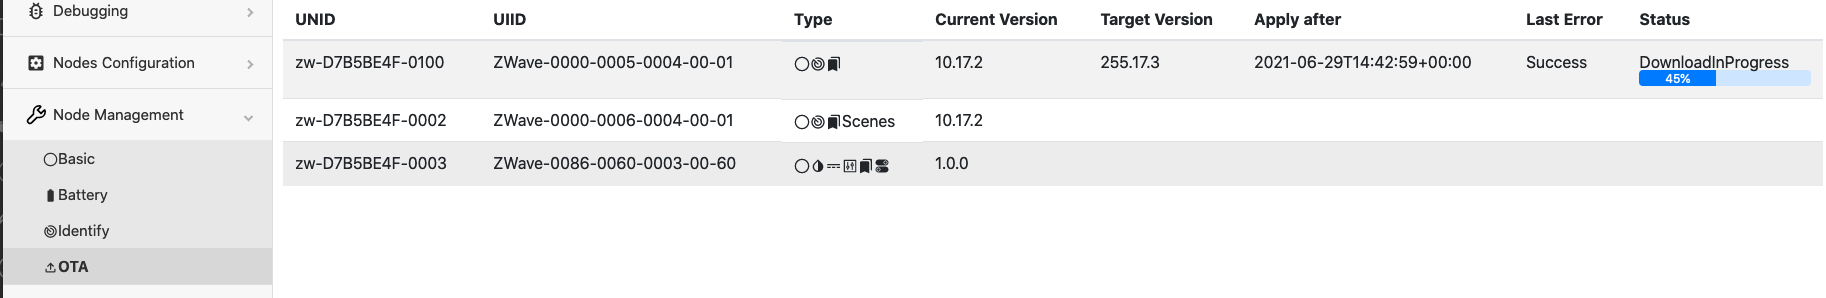 Debugging
Nodes Configuration
Node Management
Basic
Battery
Identify
OTA
UNID UIID Type Current Version Target Version Apply after Last Error Status
zw-D7B5BE4F-0100 ZWave-0000-0005-0004-00-01 10.17.2 255.17.3 2021-06-29T14:42:59+00:00 Success DownloadInProgress
45%
zw-D7B5BE4F-0002 ZWave-0000-0006-0004-00-01 Scenes 10.17.2
zw-D7B5BE4F-0003 ZWave-0086-0060-0003-00-60 1.0.0